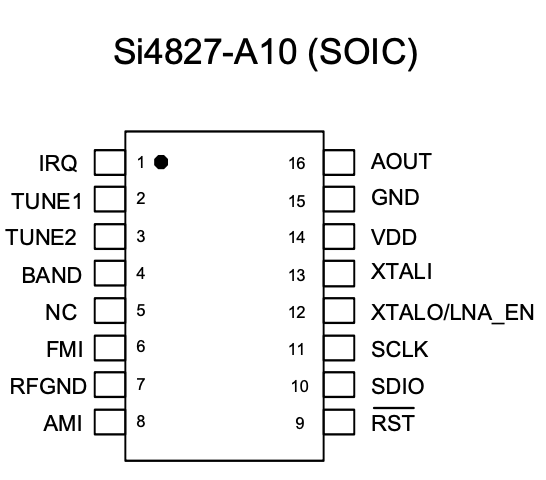 Si4827-A10 (SOIC)
IRQ 1 16 AOUT
TUNE1 2 15 GND
TUNE2 3 14 VDD
BAND 4 13 XTALI
NC 5 12 XTALO/LNA_EN
FMI 6 11 SCLK
RFGND 7 10 SDIO
AMI 8 9 RST